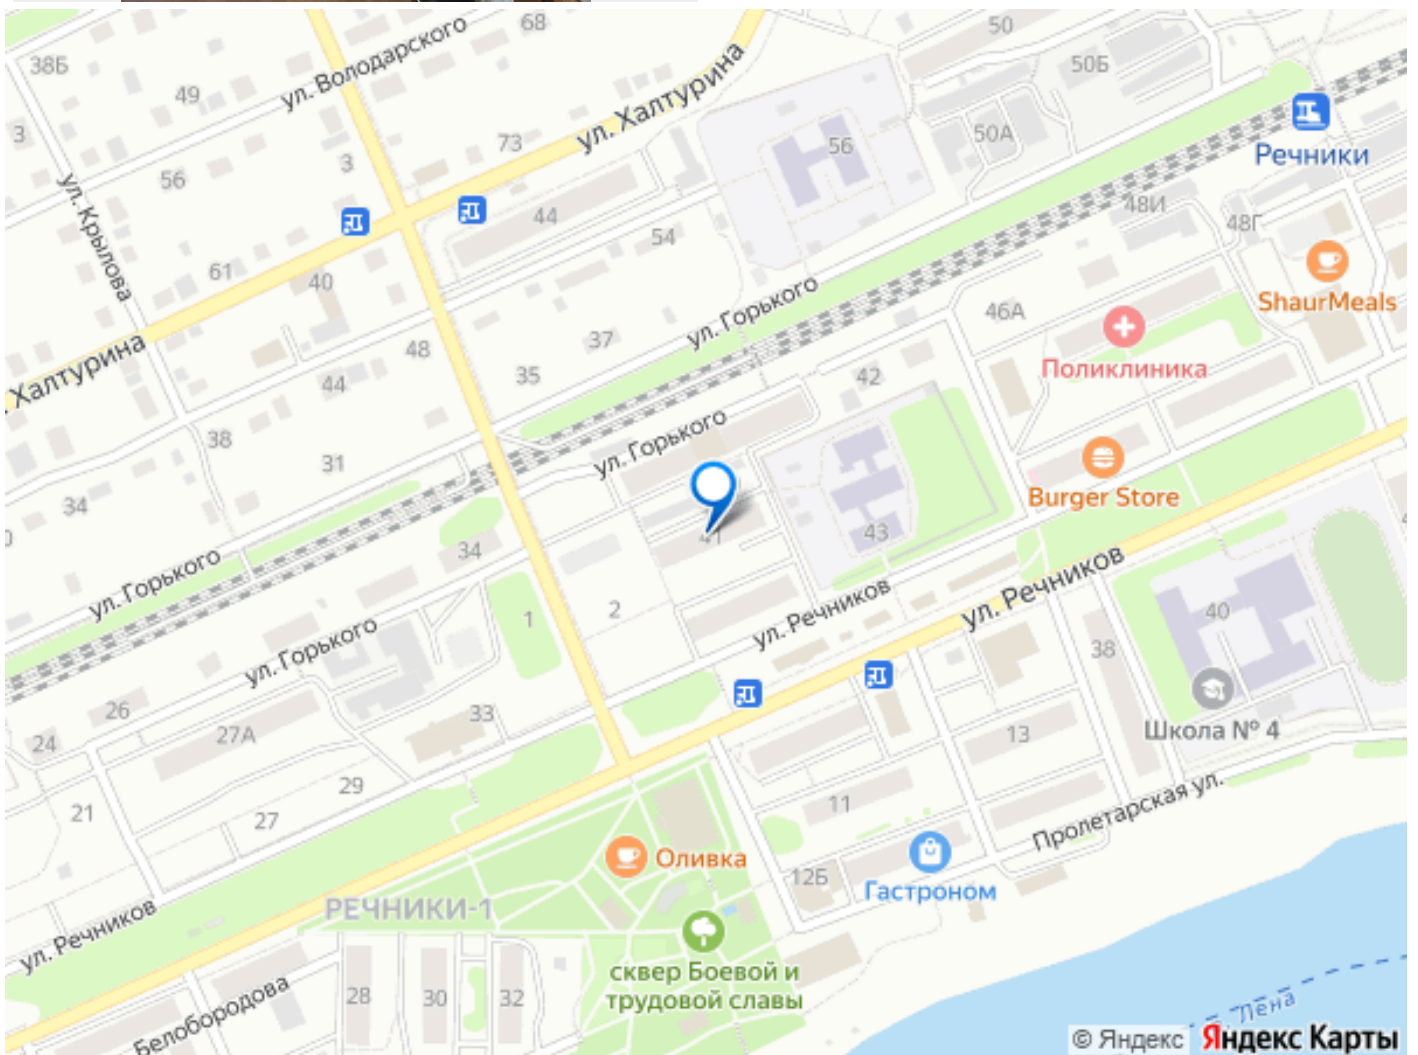 68
50
38Б
ул. Володарского
50Б
49
ул. Халтурина
3
73
3
50А
56
Речники
56
ул. Крылова
44
54
48И
48Г
61
40
ул. Горького
ShaurMeals
46А
37
Халтурина
48
Поликлиника
44
35
42
38
31
ул. Горького
Burger Store
34
41
43
34
ул. Горького
ул. Речников
2
ул. Речников
40
1
ул. Горького
38
26
33
Школа № 4
24
27А
13
29
21
27
11
Пролетарская ул.
Оливка
12Б
Гастроном
РЕЧНИКИ-1
ул. Речников
сквер Боевой и
трудовой славы
28
30
32
Белобородова
р. Лена
© Яндекс Яндекс Карты